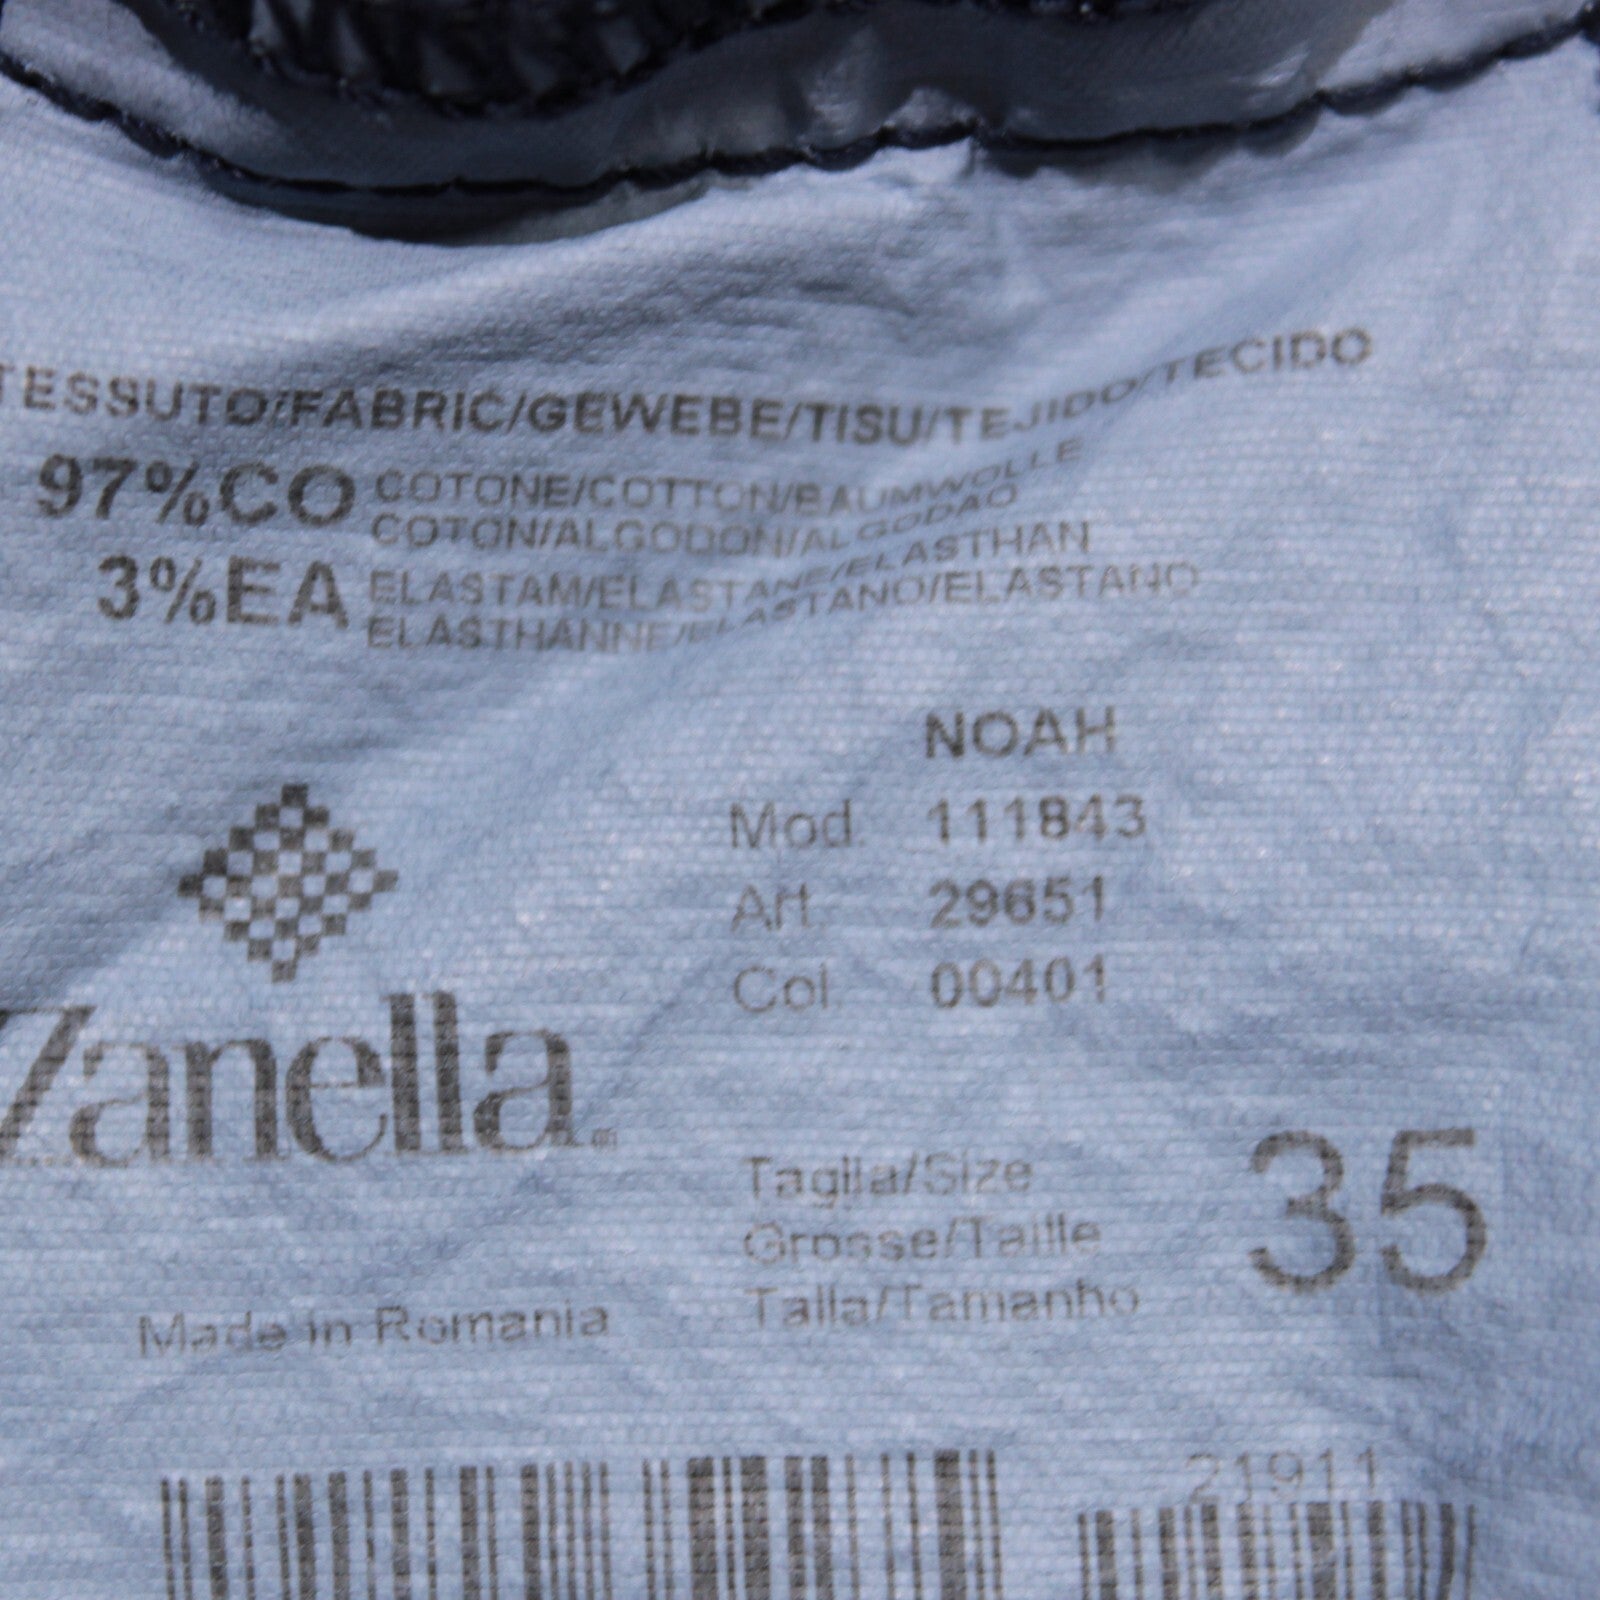 TESSUTO/FABRIC/GEWEBE/TISU/TEJIDO/TECIDO
97%CO COTONE/COTTON/BAUMWOLLE
COTON/ALGODON/ALGODAO
3%EA ELASTAM/ELASTANE/ELASTHAN
ELASTHANNE/ELASTANO/ELASTANO
NOAH
Mod. 111843
Art. 29651
Col. 00401
Zanella
Taglia/Size
Grosse/Taille
Talla/Tamanho
35
Made in Romania
21911